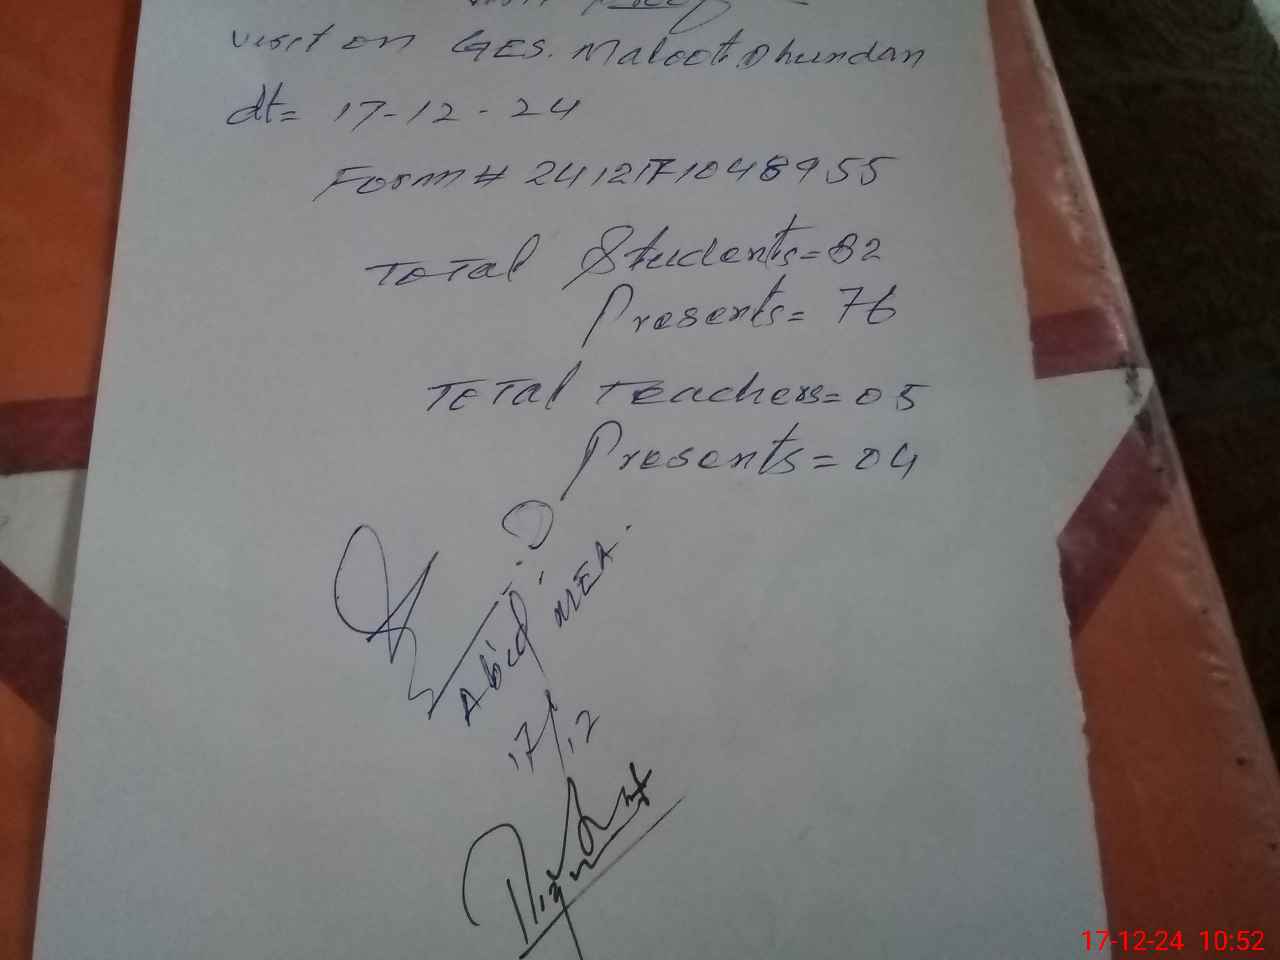 visit on GES. Maloot Dhundan
dt= 17-12-24
Form # 2412171048955
Total Students=82
Presents= 76
Total Teachers=05
Presents=04
Abid MEA.
17/12
17-12-24 10:52